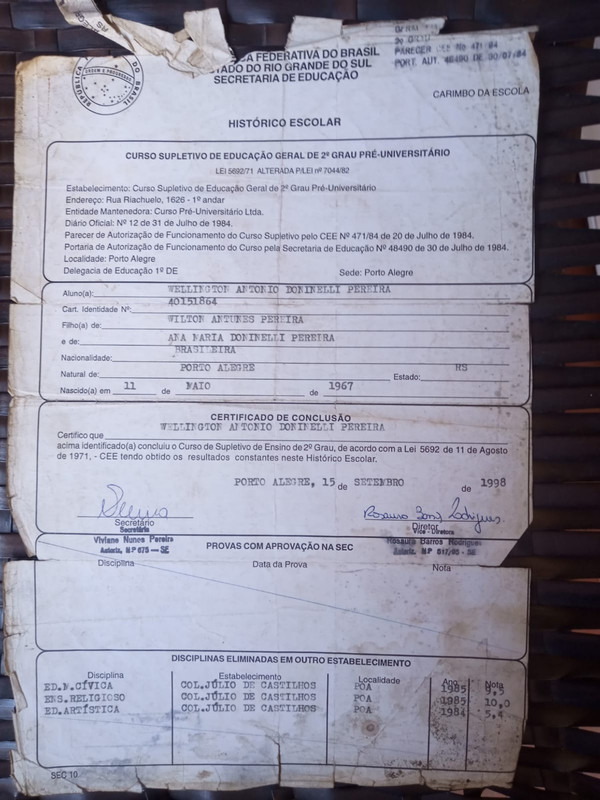 CA FEDERATIVA DO BRASIL
STADO DO RIO GRANDE DO SUL
SECRETARIA DE EDUCAÇÃO
PARECER CEE No 471/84
PORT. AUT. 48490 DE 30/07/84
CARIMBO DA ESCOLA
HISTÓRICO ESCOLAR
CURSO SUPLETIVO DE EDUCAÇÃO GERAL DE 2º GRAU PRÉ-UNIVERSITÁRIO
LEI 5692/71 ALTERADA P/LEI nº 7044/82
Estabelecimento: Curso Supletivo de Educação Geral de 2º Grau Pré-Universitário
Endereço: Rua Riachuelo, 1626 - 1º andar
Entidade Mantenedora: Curso Pré-Universitário Ltda.
Diário Oficial: Nº 12 de 31 de Julho de 1984.
Parecer de Autorização de Funcionamento do Curso Supletivo pelo CEE Nº 471/84 de 20 de Julho de 1984.
Portaria de Autorização de Funcionamento do Curso pela Secretaria de Educação Nº 48490 de 30 de Julho de 1984.
Localidade: Porto Alegre
Delegacia de Educação 1º DE Sede: Porto Alegre
Aluno(a): WELLINGTON ANTONIO DONINELLI PEREIRA
Cart. Identidade Nº: 40151864
Filho(a) de: WILTON ANTUNES PEREIRA
e de: ANA MARIA DONINELLI PEREIRA
Nacionalidade: BRASILEIRA
Natural de: PORTO ALEGRE Estado: RS
Nascido(a) em 11 de MAIO de 1967
CERTIFICADO DE CONCLUSÃO
Certifico que WELLINGTON ANTONIO DONINELLI PEREIRA
acima identificado(a) concluiu o Curso de Supletivo de Ensino de 2º Grau, de acordo com a Lei 5692 de 11 de Agosto
de 1971, - CEE tendo obtido os resultados constantes neste Histórico Escolar.
PORTO ALEGRE, 15 de SETEMBRO de 1998
Secretário Diretor
Secretária Vice - Diretora
Viviane Nunes Pereira Rosaura Barros Rodrigues
Autoriz. Nº 675 - SE
PROVAS COM APROVAÇÃO NA SEC
Disciplina Data da Prova Nota
DISCIPLINAS ELIMINADAS EM OUTRO ESTABELECIMENTO
Disciplina Estabelecimento Localidade Ano Nota
ED.M.CÍVICA COL.JÚLIO DE CASTILHOS POA 1985 9,5
ENS.RELIGIOSO COL.JÚLIO DE CASTILHOS POA 1985 10,0
ED.ARTÍSTICA COL.JÚLIO DE CASTILHOS POA 1984 5,4
SEC 10